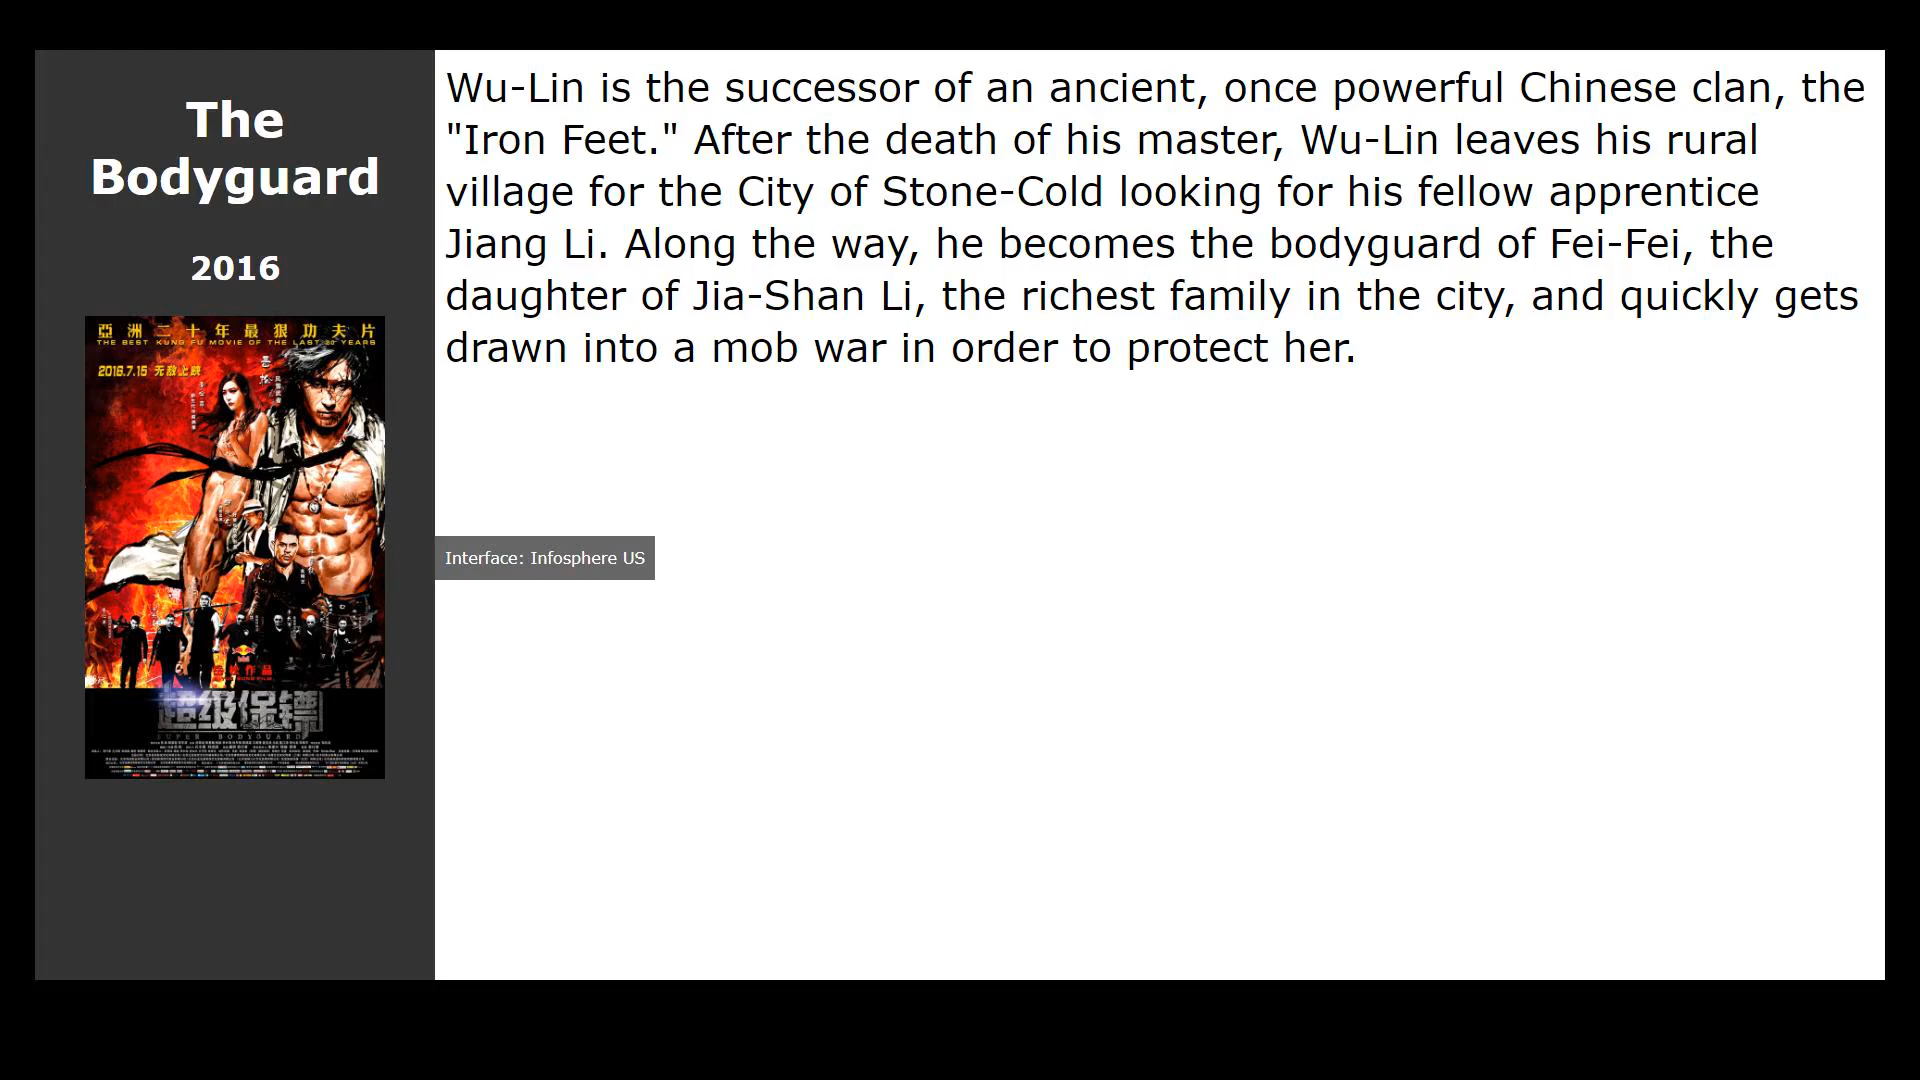 The
Bodyguard
2016
亞洲二十年最狠功夫片
THE BEST KUNG FU MOVIE OF THE LAST 20 YEARS
2016.7.15 无敌上映
岳松作品
超级保镖
SUPER BODYGUARD
Wu-Lin is the successor of an ancient, once powerful Chinese clan, the
"Iron Feet." After the death of his master, Wu-Lin leaves his rural
village for the City of Stone-Cold looking for his fellow apprentice
Jiang Li. Along the way, he becomes the bodyguard of Fei-Fei, the
daughter of Jia-Shan Li, the richest family in the city, and quickly gets
drawn into a mob war in order to protect her.
Interface: Infosphere US